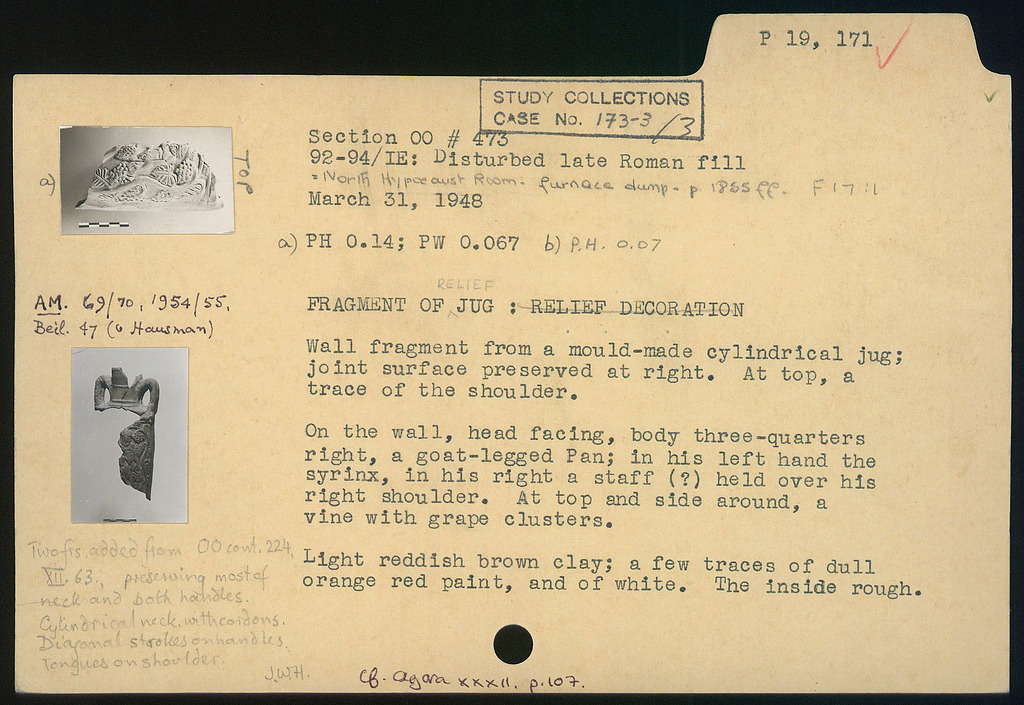 P 19, 171
STUDY COLLECTIONS
CASE No. 173-3/3
Section OO # 473
92-94/IE: Disturbed late Roman fill
= North Hypocaust Room - furnace dump - p. 1855 ff. F 17 : 1
March 31, 1948
a) TOP
a) PH 0.14; PW 0.067 b) P.H. 0.07
AM. 69/70, 1954/55,
Beil. 47 (U Hausman)
RELIEF
FRAGMENT OF JUG : RELIEF DECORATION
Wall fragment from a mould-made cylindrical jug;
joint surface preserved at right. At top, a
trace of the shoulder.
On the wall, head facing, body three-quarters
right, a goat-legged Pan; in his left hand the
syrinx, in his right a staff (?) held over his
right shoulder. At top and side around, a
vine with grape clusters.
Light reddish brown clay; a few traces of dull
orange red paint, and of white. The inside rough.
Two frs. added from OO cont. 224,
XII. 63., preserving most of
neck and both handles.
Cylindrical neck, with cordons.
Diagonal strokes on handles.
Tongues on shoulder.
J.W.H.
Cf. Agora XXXII, p. 107.